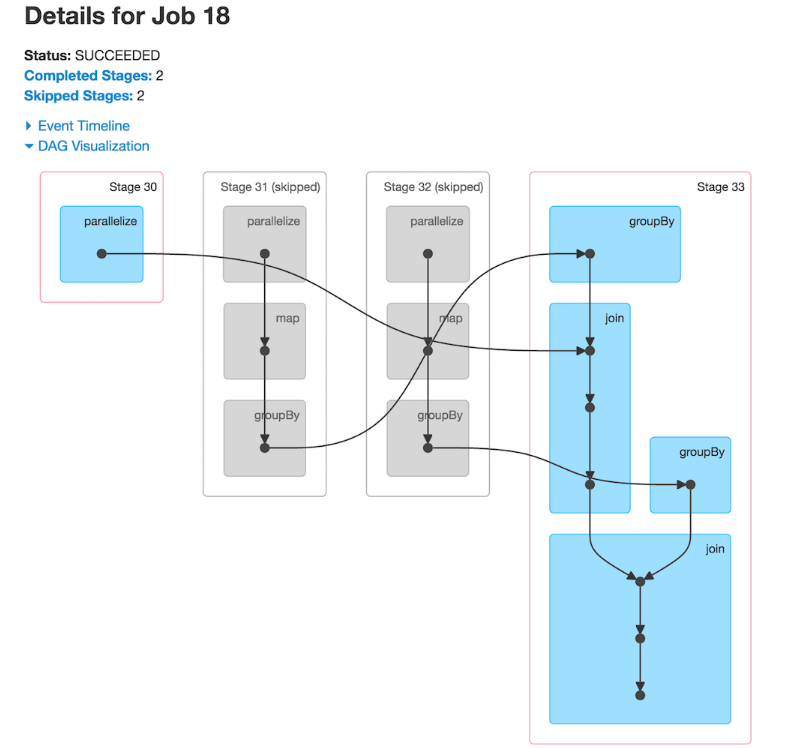 Details for Job 18
Status: SUCCEEDED
Completed Stages: 2
Skipped Stages: 2
Event Timeline
DAG Visualization
Stage 30
parallelize
Stage 31 (skipped)
parallelize
map
groupBy
Stage 32 (skipped)
parallelize
map
groupBy
Stage 33
groupBy
join
groupBy
join